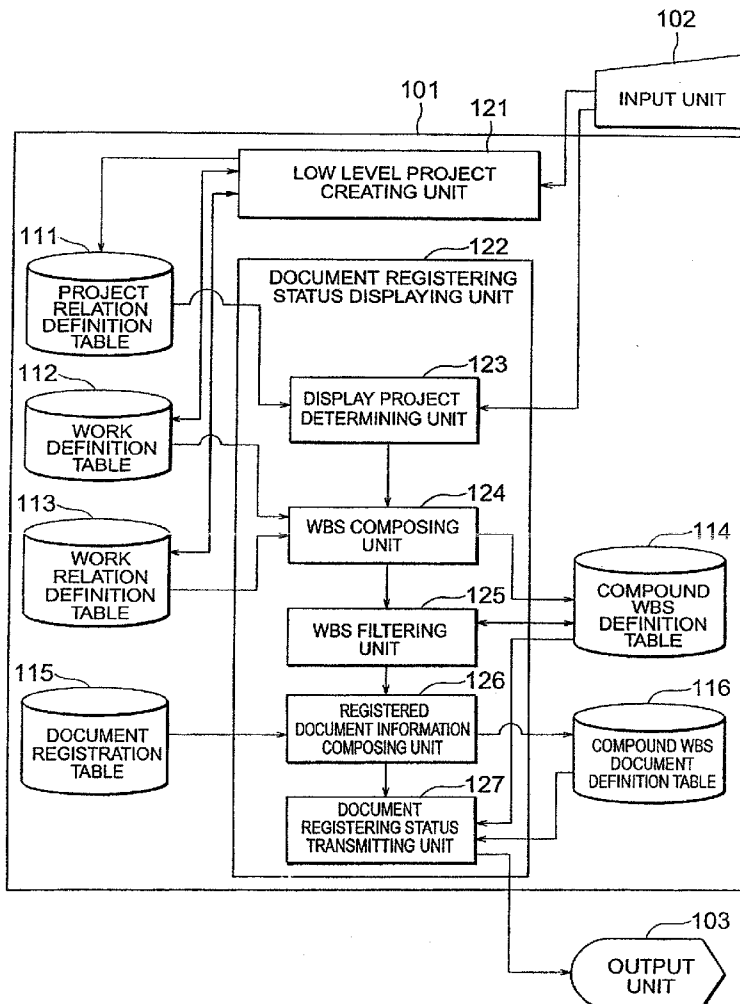 102
INPUT UNIT
101
121
LOW LEVEL PROJECT
CREATING UNIT
111
PROJECT
RELATION
DEFINITION
TABLE
122
DOCUMENT REGISTERING
STATUS DISPLAYING UNIT
123
DISPLAY PROJECT
DETERMINING UNIT
112
WORK
DEFINITION
TABLE
124
WBS COMPOSING
UNIT
113
WORK
RELATION
DEFINITION
TABLE
114
COMPOUND
WBS
DEFINITION
TABLE
125
WBS FILTERING
UNIT
115
DOCUMENT
REGISTRATION
TABLE
126
REGISTERED
DOCUMENT INFORMATION
COMPOSING UNIT
116
COMPOUND WBS
DOCUMENT
DEFINITION TABLE
127
DOCUMENT
REGISTERING STATUS
TRANSMITTING UNIT
103
OUTPUT
UNIT